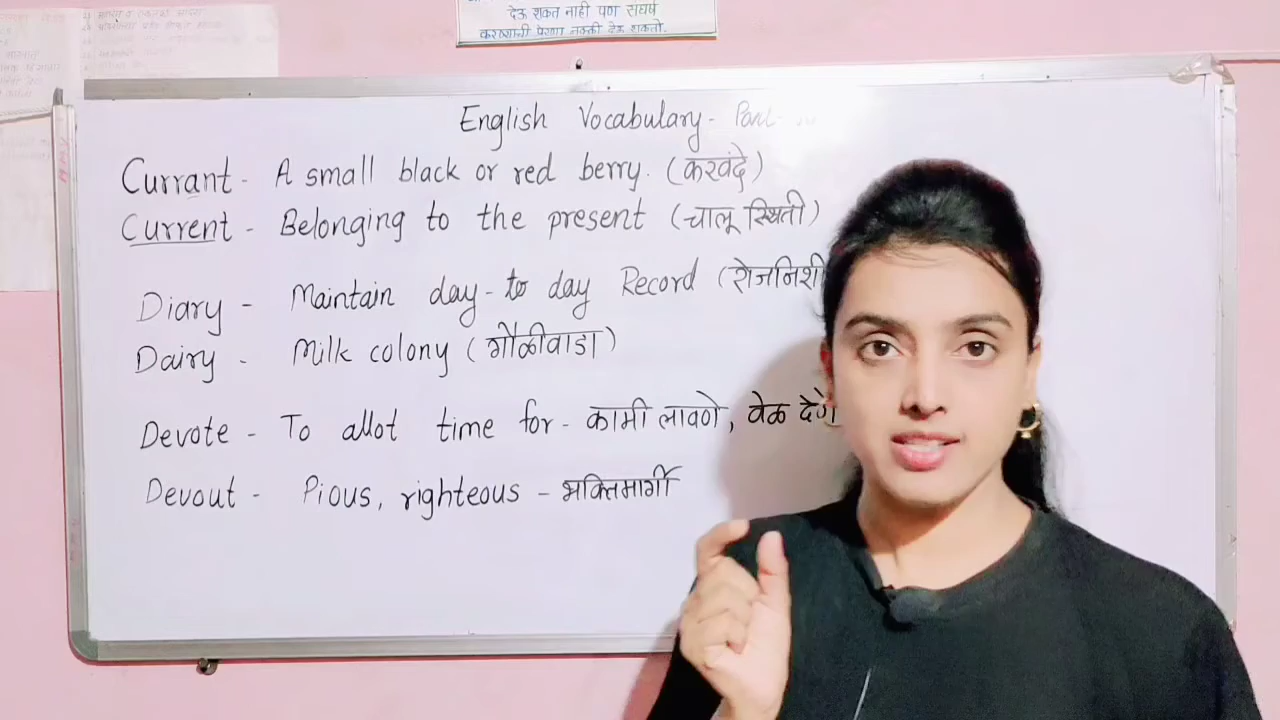 देऊ शकत नाही पण संघर्ष
करण्याची प्रेरणा नक्की देऊ शकतो.
English Vocabulary - Part-
Currant - A small black or red berry. (करवंदे)
Current - Belonging to the present (चालू स्थिती)
Diary - Maintain day-to day Record (रोजनिशी
Dairy - Milk colony (गौळीवाडा)
Devote - To allot time for - कामी लावणे, वेळ देणे
Devout - Pious, righteous - भक्तिमार्गी